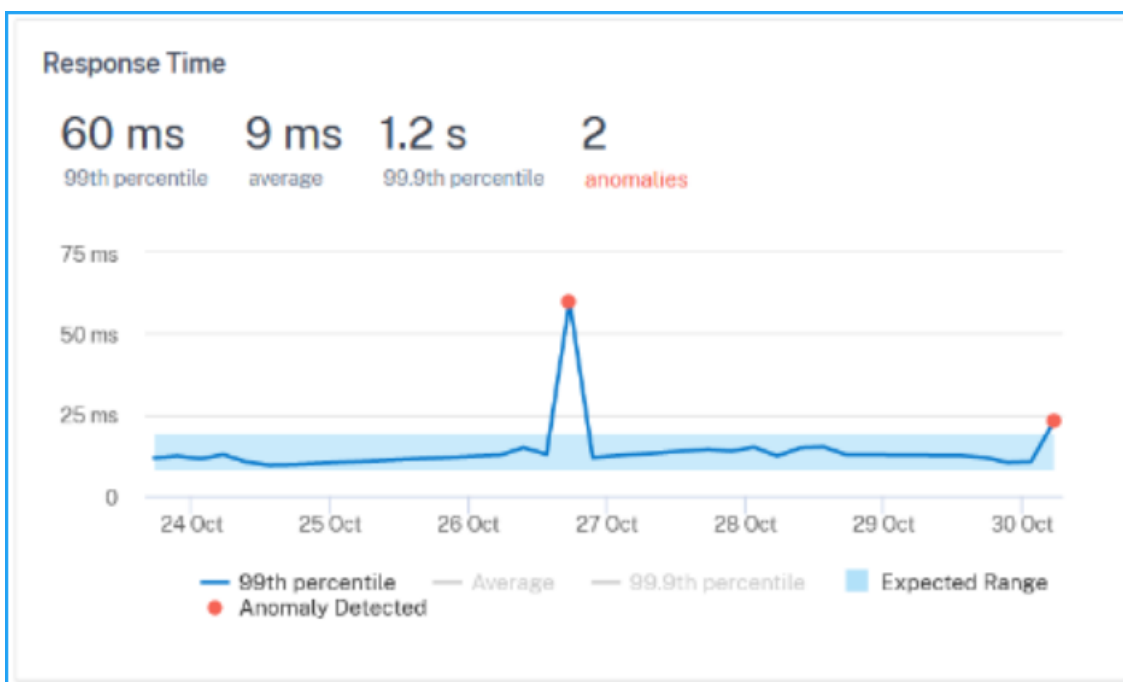 Response Time
60 ms 9 ms 1.2 s 2
99th percentile average 99.9th percentile anomalies
75 ms
50 ms
25 ms
0
24 Oct 25 Oct 26 Oct 27 Oct 28 Oct 29 Oct 30 Oct
99th percentile Average 99.9th percentile Expected Range
Anomaly Detected